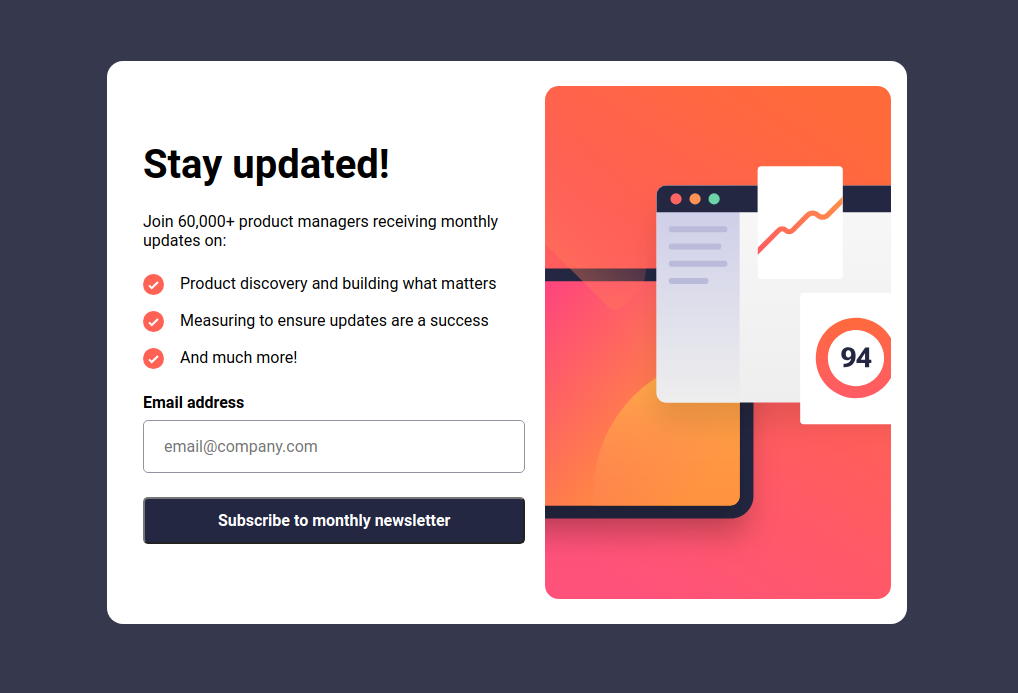 Stay updated!
Join 60,000+ product managers receiving monthly
updates on:
Product discovery and building what matters
Measuring to ensure updates are a success
And much more!
Email address
email@company.com
Subscribe to monthly newsletter
94